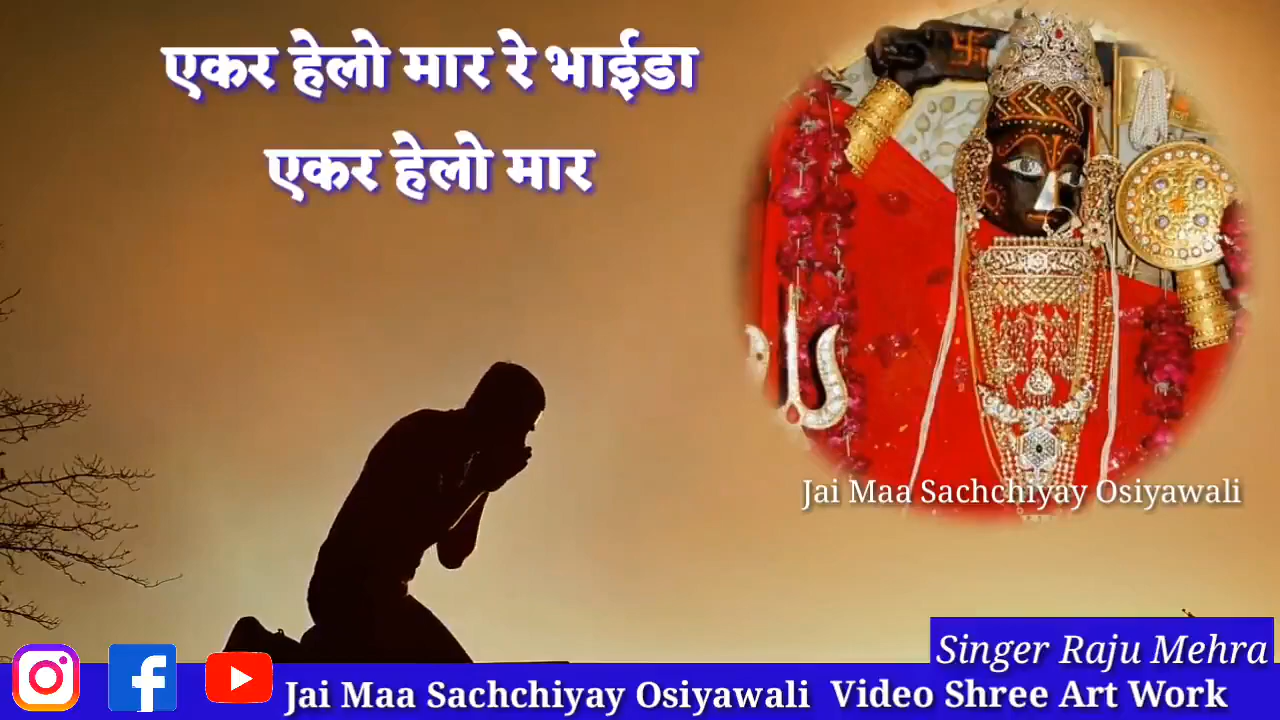 एकर हेलो मार रे भाईडा
एकर हेलो मार
Jai Maa Sachchiyay Osiyawali
Singer Raju Mehra
Jai Maa Sachchiyay Osiyawali Video Shree Art Work